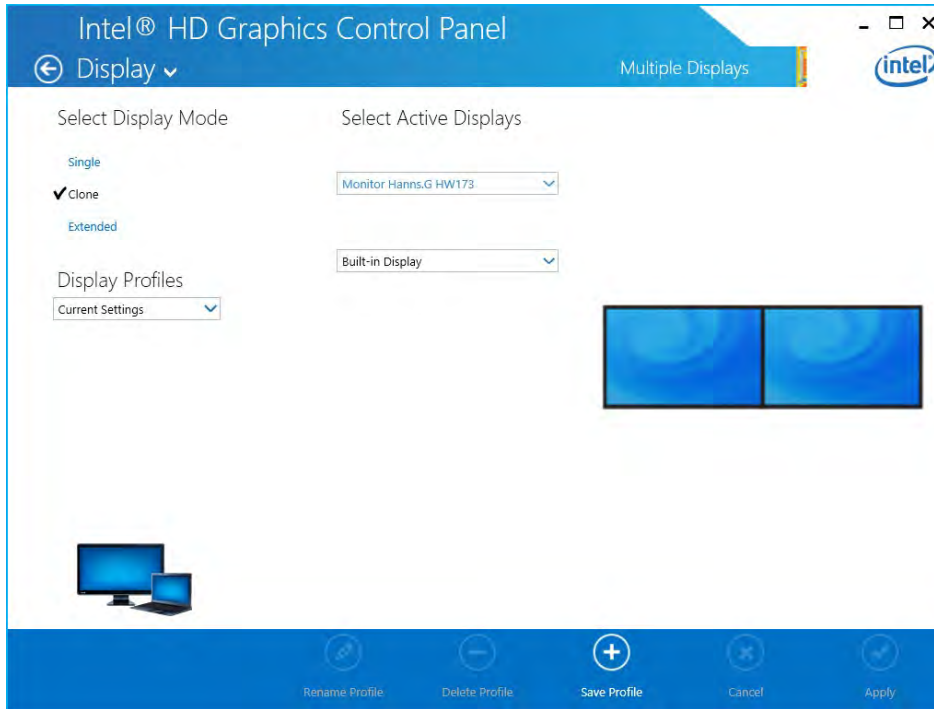 Intel® HD Graphics Control Panel
Display
Multiple Displays
intel
Select Display Mode
Single
Clone
Extended
Display Profiles
Current Settings
Select Active Displays
Monitor Hanns.G HW173
Built-in Display
Rename Profile
Delete Profile
Save Profile
Cancel
Apply